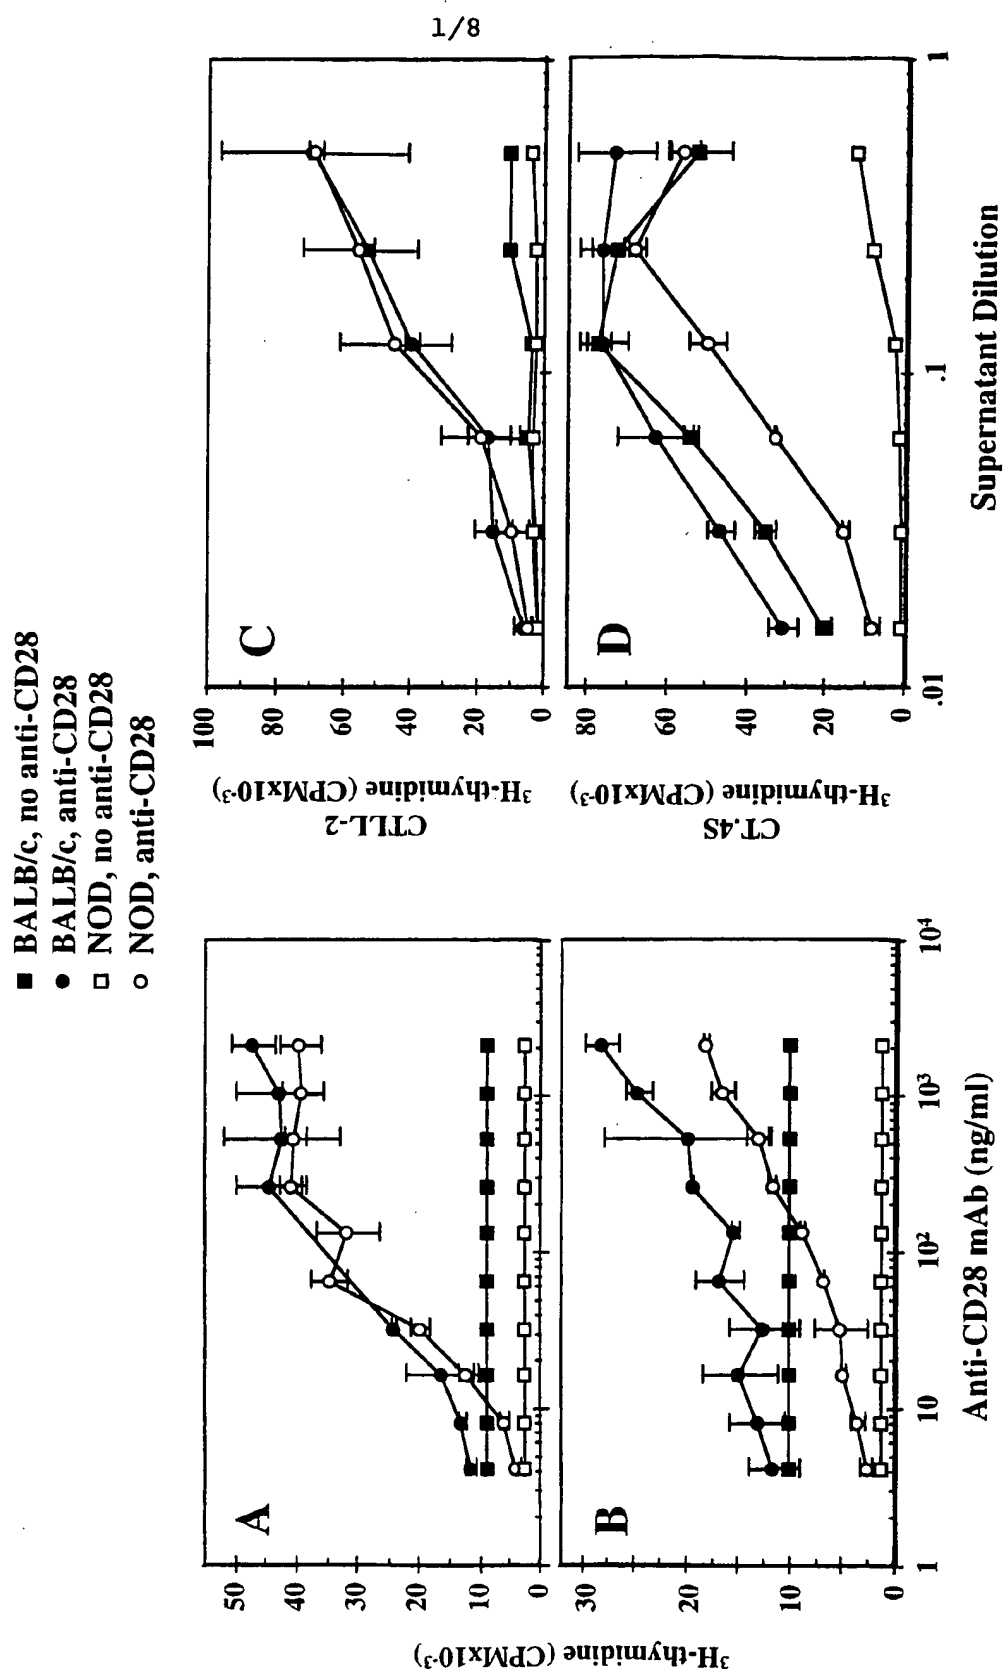 1/8
■ BALB/c, no anti-CD28
● BALB/c, anti-CD28
□ NOD, no anti-CD28
○ NOD, anti-CD28
A
50
40
30
20
10
0
B
30
20
10
0
³H-thymidine (CPMx10⁻³)
1
10
10²
10³
10⁴
Anti-CD28 mAb (ng/ml)
C
100
80
60
40
20
0
³H-thymidine (CPMx10⁻³)
CTLL-2
D
80
60
40
20
0
³H-thymidine (CPMx10⁻³)
CT.4S
.01
.1
1
Supernatant Dilution